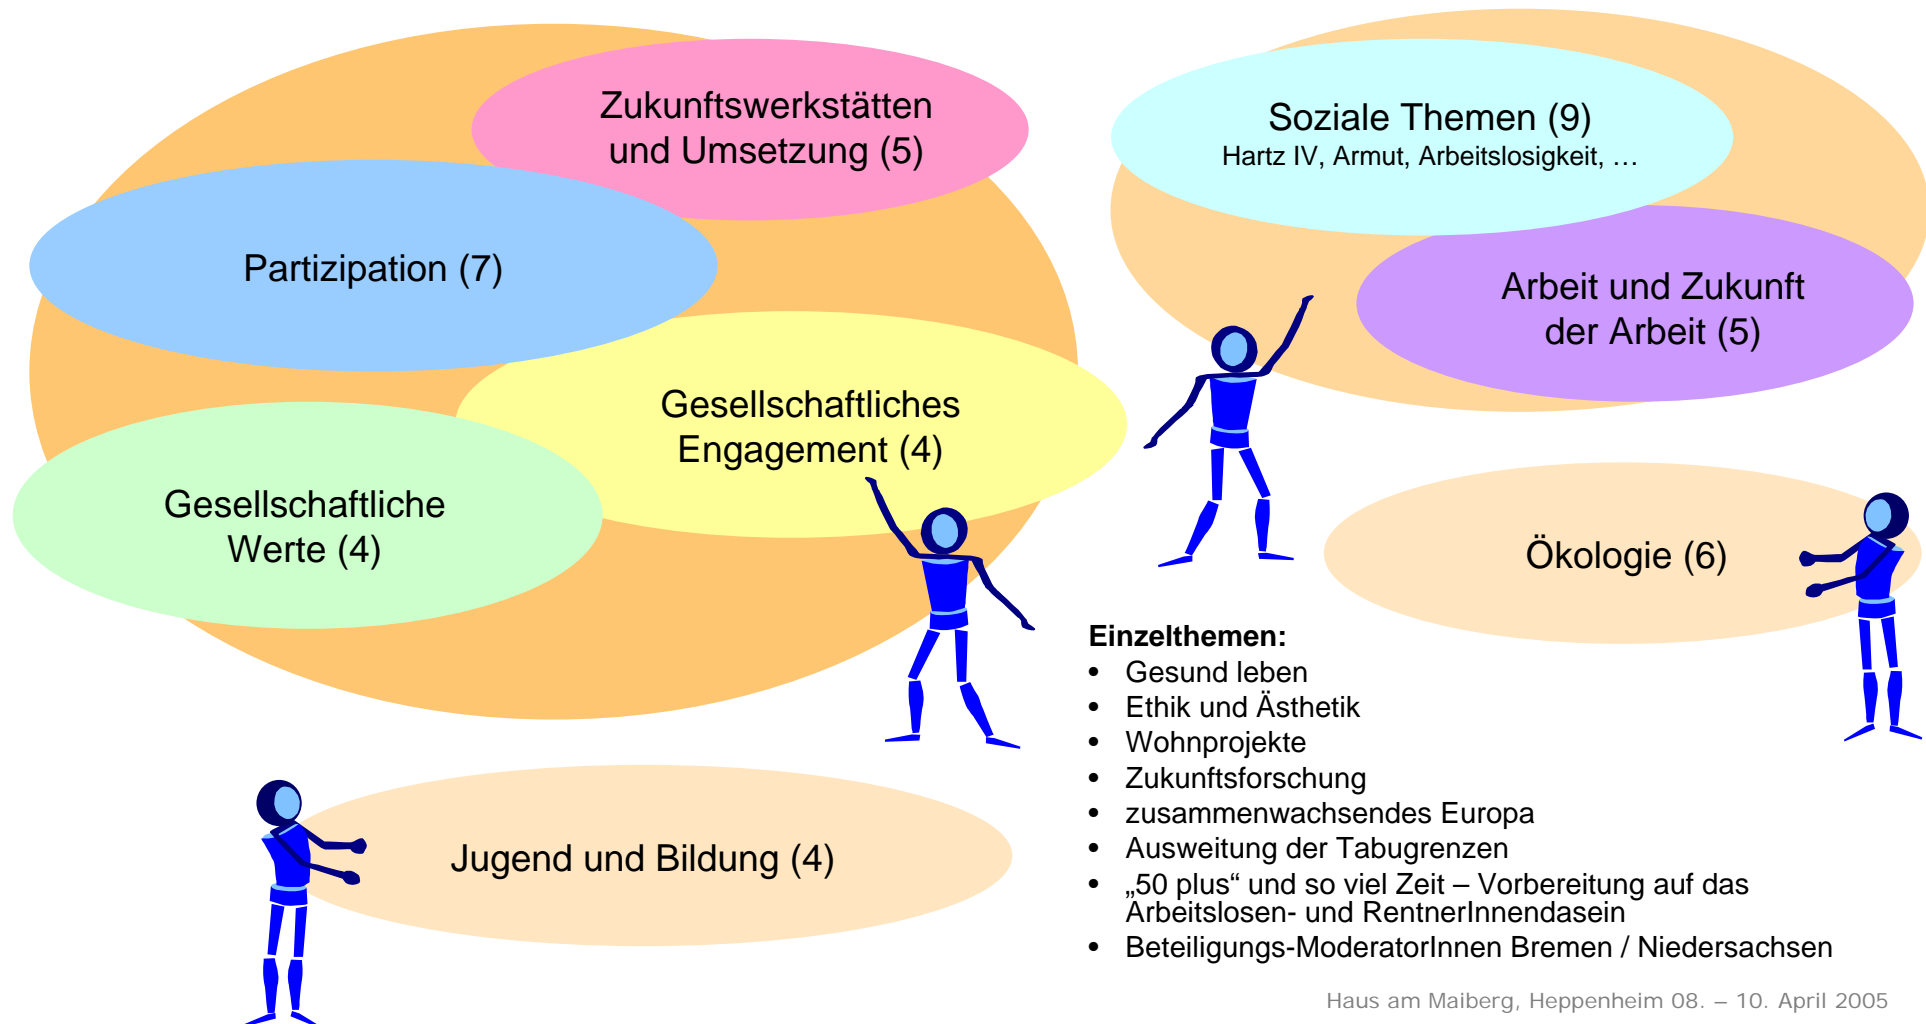 Zukunftswerkstätten
und Umsetzung (5)
Partizipation (7)
Gesellschaftliches
Engagement (4)
Gesellschaftliche
Werte (4)
Soziale Themen (9)
Hartz IV, Armut, Arbeitslosigkeit, …
Arbeit und Zukunft
der Arbeit (5)
Ökologie (6)
Jugend und Bildung (4)
Einzelthemen:
• Gesund leben
• Ethik und Ästhetik
• Wohnprojekte
• Zukunftsforschung
• zusammenwachsendes Europa
• Ausweitung der Tabugrenzen
• „50 plus“ und so viel Zeit – Vorbereitung auf das
Arbeitslosen- und RentnerInnendasein
• Beteiligungs-ModeratorInnen Bremen / Niedersachsen
Haus am Maiberg, Heppenheim 08. – 10. April 2005